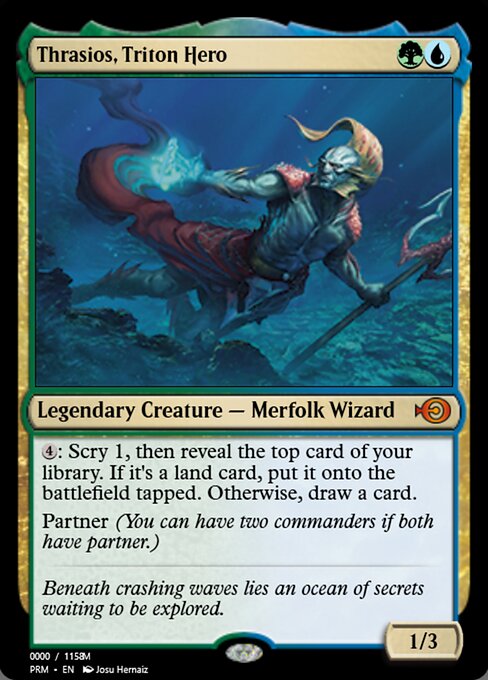 Thrasios, Triton Hero
Legendary Creature — Merfolk Wizard
4: Scry 1, then reveal the top card of your
library. If it's a land card, put it onto the
battlefield tapped. Otherwise, draw a card.
Partner (You can have two commanders if both
have partner.)
Beneath crashing waves lies an ocean of secrets
waiting to be explored.
1/3
0000 / 1158M
PRM • EN Josu Hernaiz